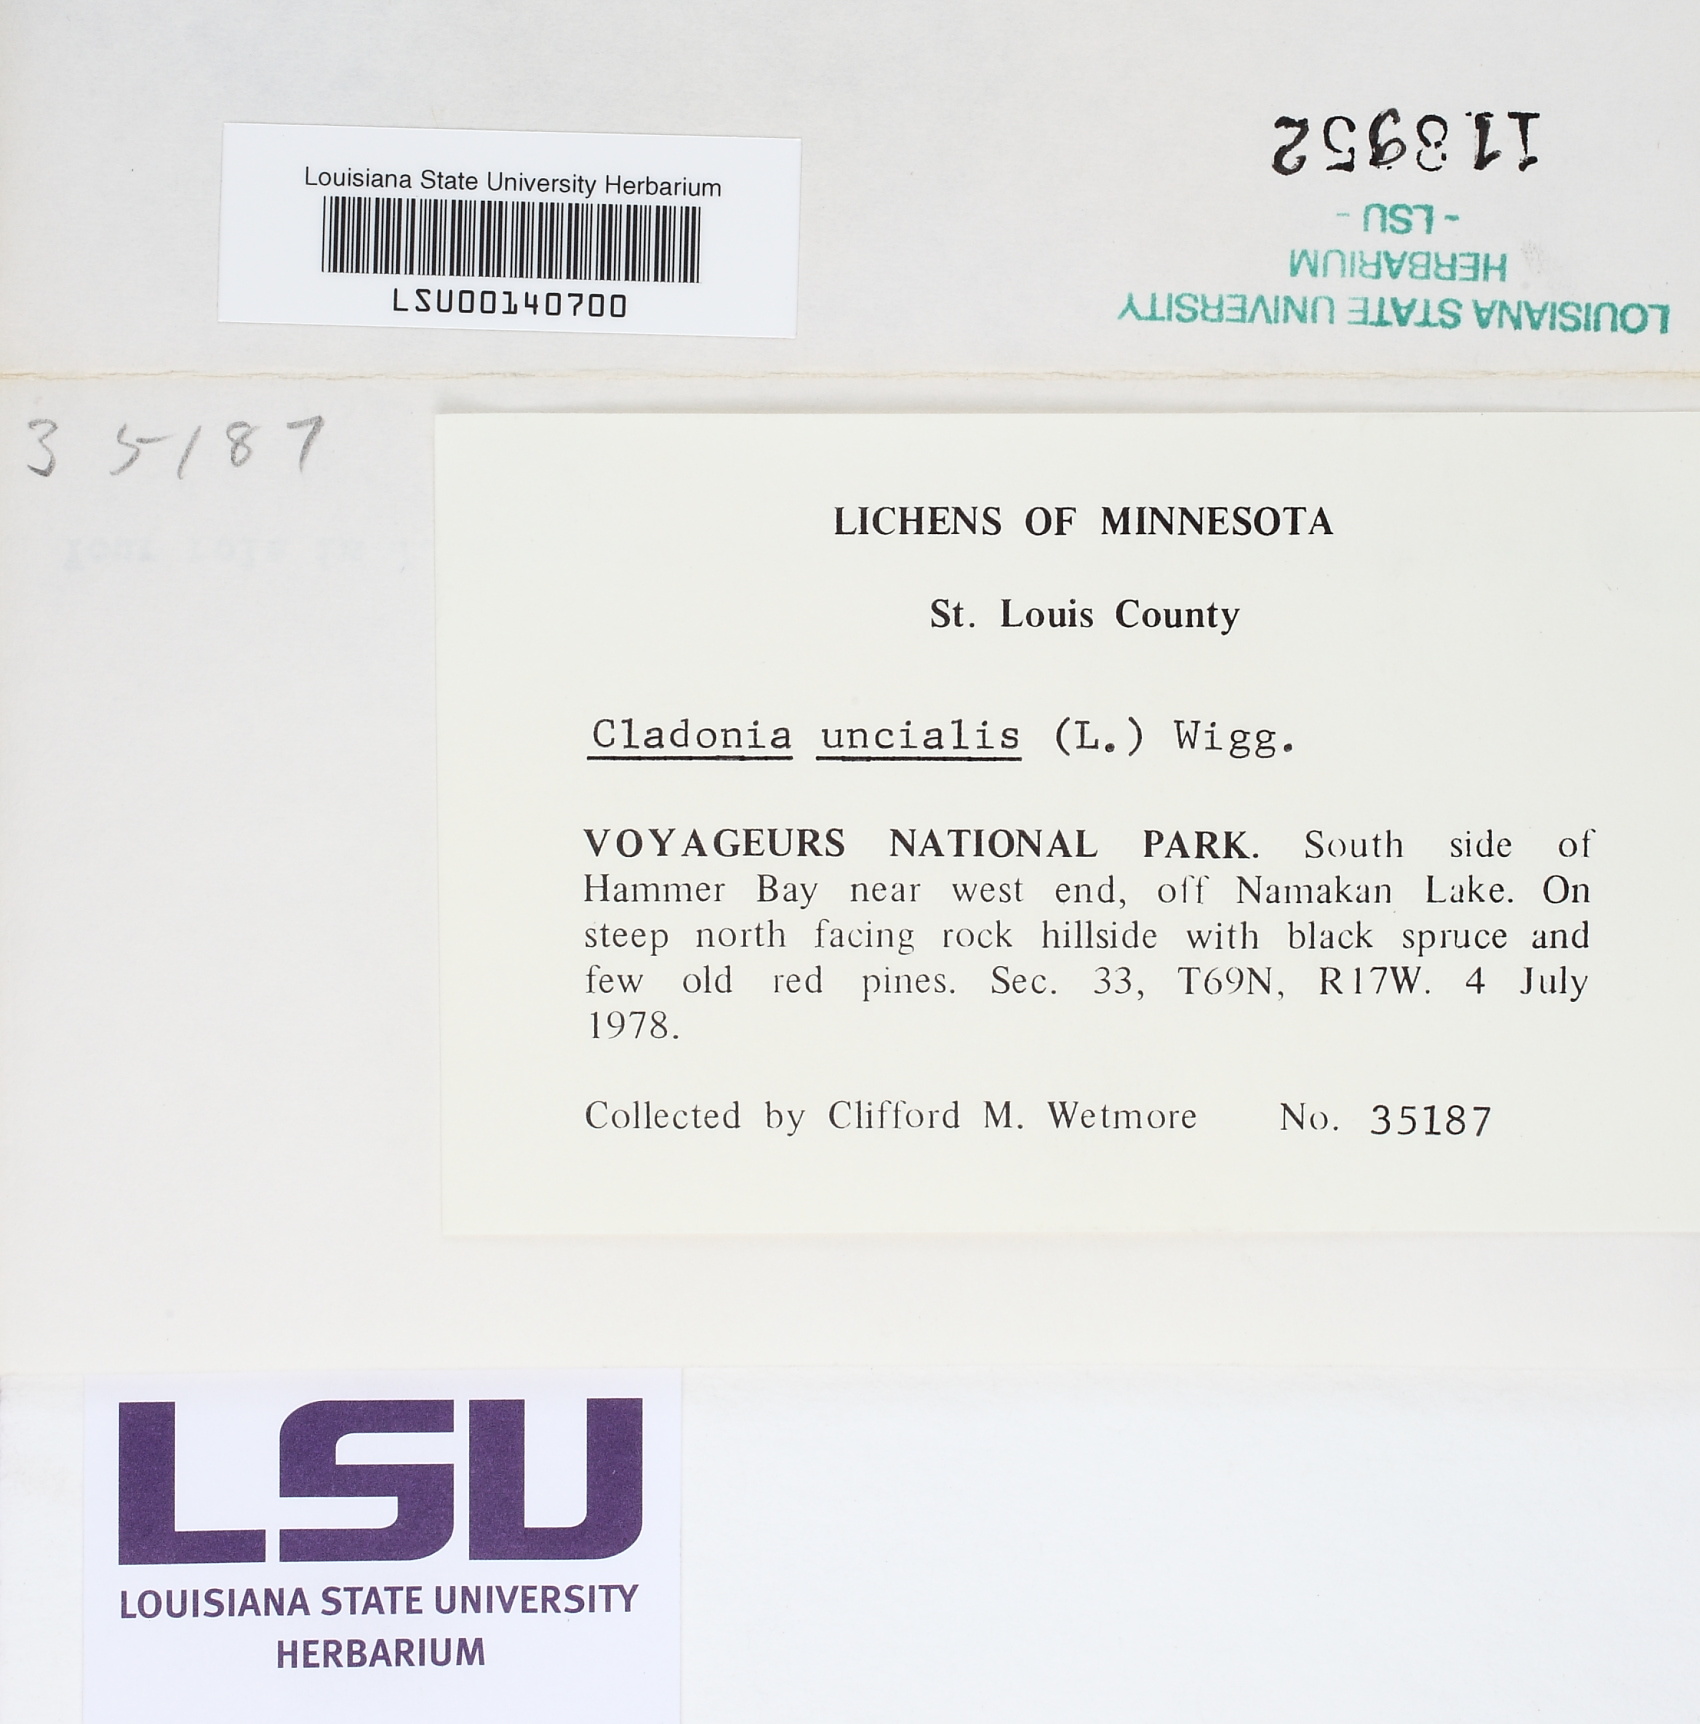 Louisiana State University Herbarium
LSU00140700
LOUISIANA STATE UNIVERSITY
HERBARIUM
- LSU -
118952
35187
LICHENS OF MINNESOTA
St. Louis County
Cladonia uncialis (L.) Wigg.
VOYAGEURS NATIONAL PARK. South side of
Hammer Bay near west end, off Namakan Lake. On
steep north facing rock hillside with black spruce and
few old red pines. Sec. 33, T69N, R17W. 4 July
1978.
Collected by Clifford M. Wetmore No. 35187
LSU
LOUISIANA STATE UNIVERSITY
HERBARIUM